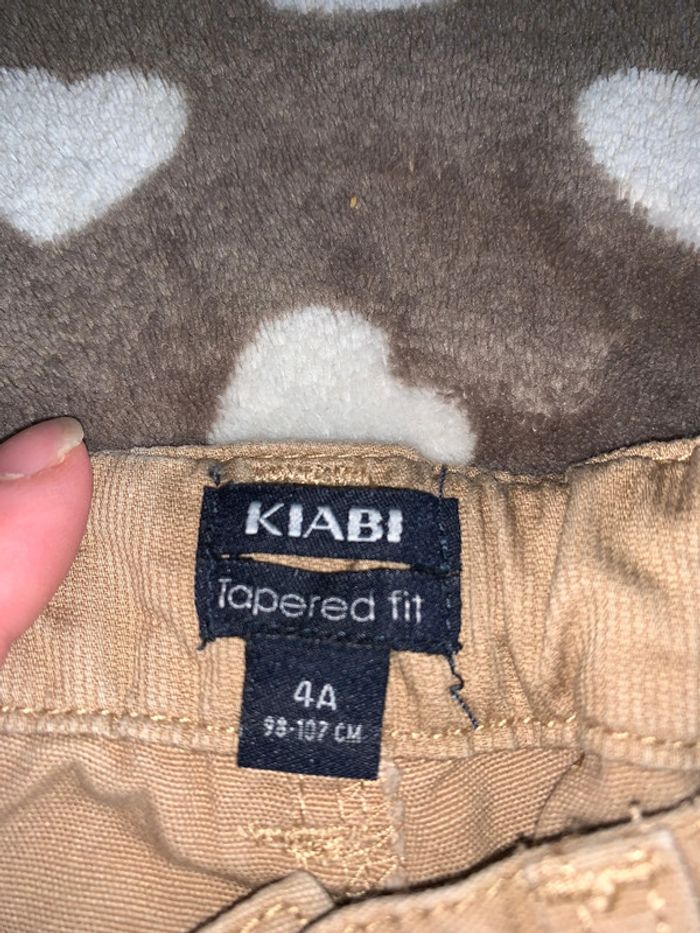 KIABI
Tapered fit
4A
98-107 CM